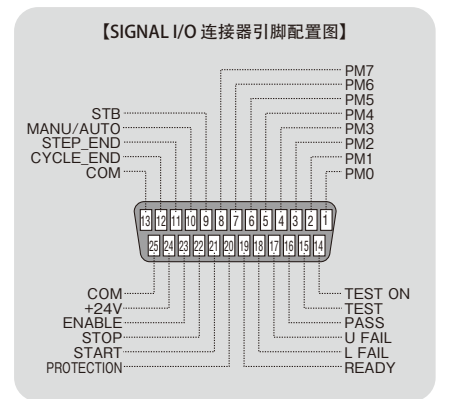 【SIGNAL I/O 连接器引脚配置图】
PM7
PM6
PM5
PM4
PM3
PM2
PM1
PM0
STB
MANU/AUTO
STEP_END
CYCLE_END
COM
13 12 11 10 9 8 7 6 5 4 3 2 1
25 24 23 22 21 20 19 18 17 16 15 14
COM
+24V
ENABLE
STOP
START
PROTECTION
TEST ON
TEST
PASS
U FAIL
L FAIL
READY